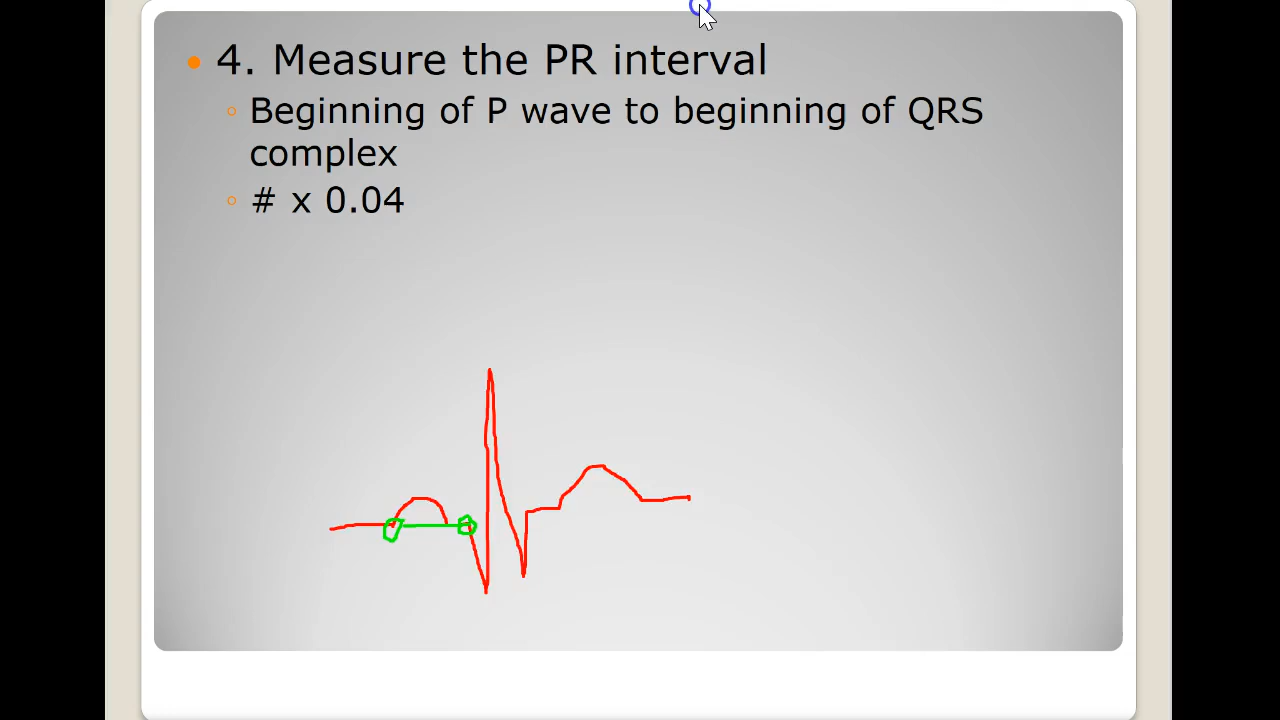 4. Measure the PR interval
Beginning of P wave to beginning of QRS
complex
# x 0.04